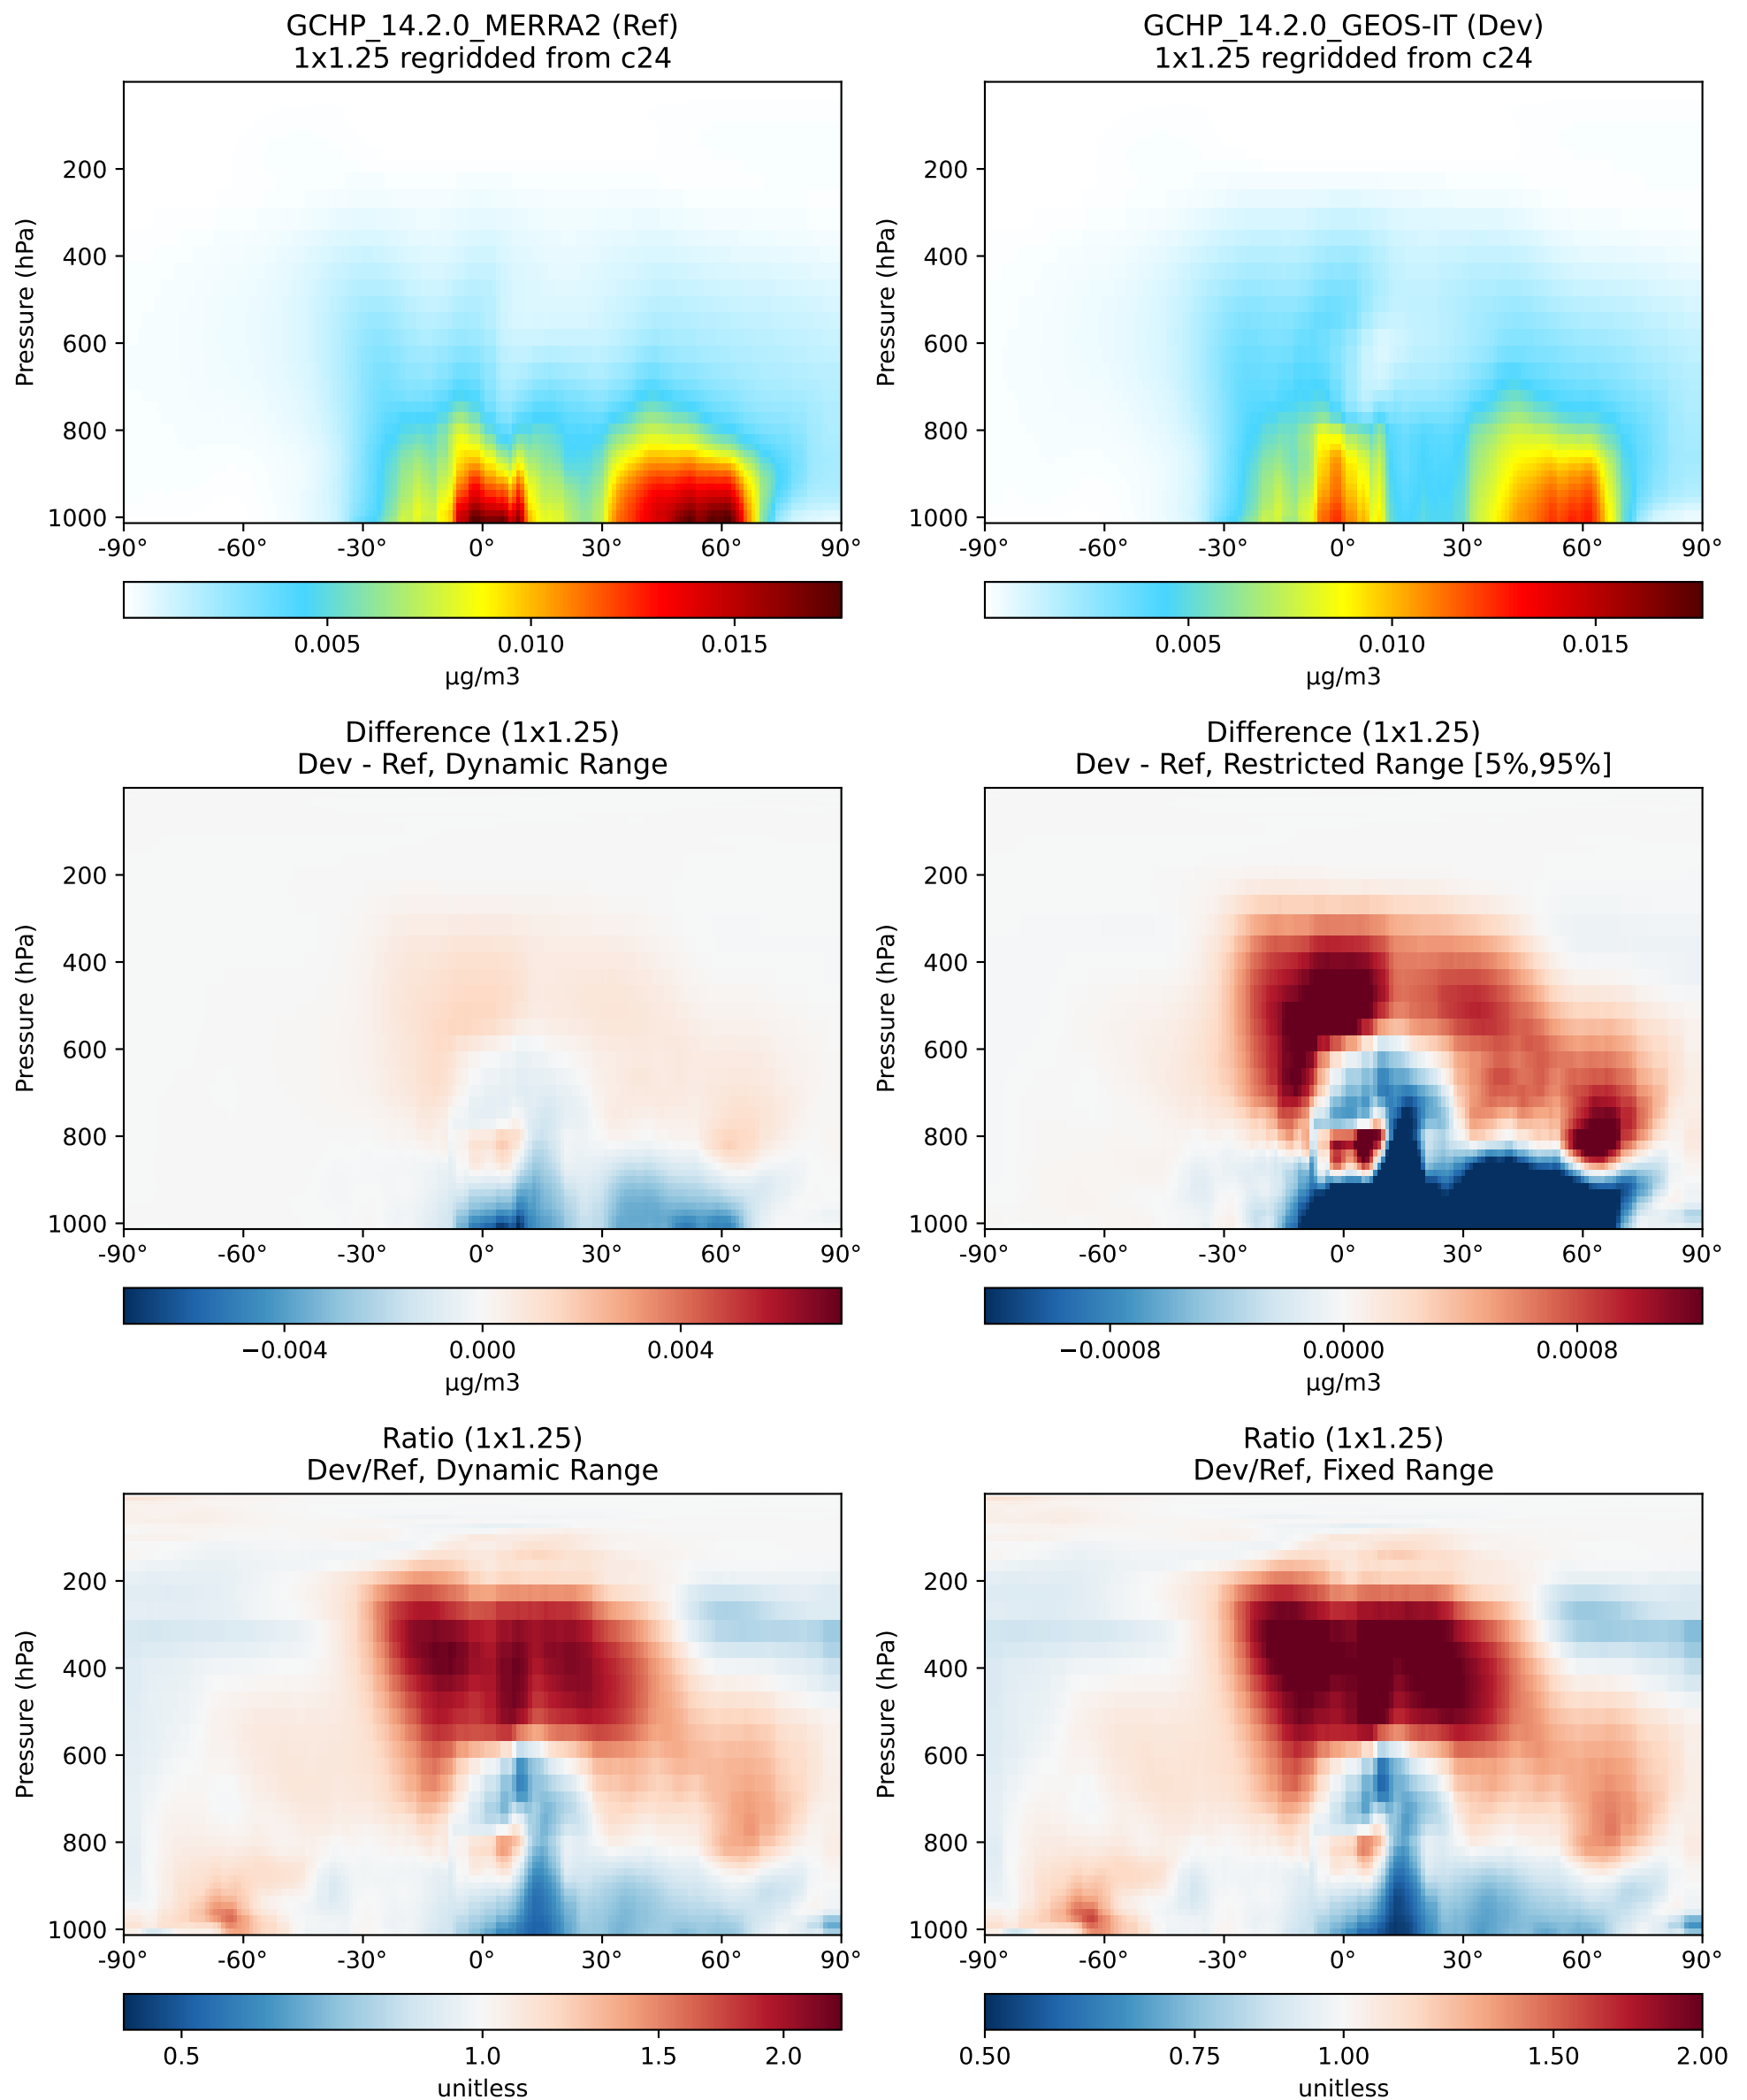 GCHP_14.2.0_MERRA2 (Ref)
1x1.25 regridded from c24
Pressure (hPa)
200
400
600
800
1000
-90° -60° -30° 0° 30° 60° 90°
0.005 0.010 0.015
μg/m3
GCHP_14.2.0_GEOS-IT (Dev)
1x1.25 regridded from c24
Pressure (hPa)
200
400
600
800
1000
-90° -60° -30° 0° 30° 60° 90°
0.005 0.010 0.015
μg/m3
Difference (1x1.25)
Dev - Ref, Dynamic Range
Pressure (hPa)
200
400
600
800
1000
-90° -60° -30° 0° 30° 60° 90°
−0.004 0.000 0.004
μg/m3
Difference (1x1.25)
Dev - Ref, Restricted Range [5%,95%]
Pressure (hPa)
200
400
600
800
1000
-90° -60° -30° 0° 30° 60° 90°
−0.0008 0.0000 0.0008
μg/m3
Ratio (1x1.25)
Dev/Ref, Dynamic Range
Pressure (hPa)
200
400
600
800
1000
-90° -60° -30° 0° 30° 60° 90°
0.5 1.0 1.5 2.0
unitless
Ratio (1x1.25)
Dev/Ref, Fixed Range
Pressure (hPa)
200
400
600
800
1000
-90° -60° -30° 0° 30° 60° 90°
0.50 0.75 1.00 1.50 2.00
unitless